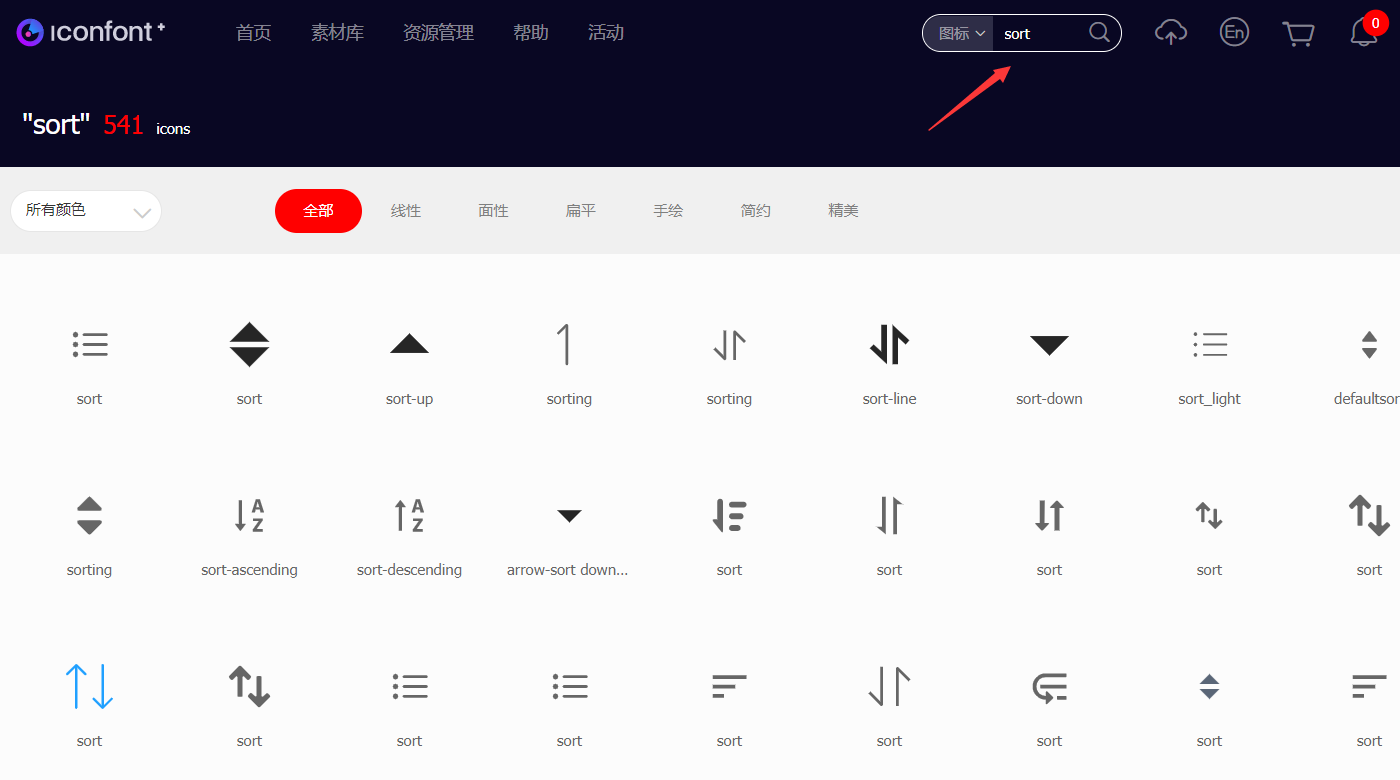 iconfont+ 首页 素材库 资源管理 帮助 活动 图标 sort En 0
"sort" 541 icons
所有颜色 全部 线性 面性 扁平 手绘 简约 精美
sort sort sort-up sorting sorting sort-line sort-down sort_light defaultsor
A A
Z Z
sorting sort-ascending sort-descending arrow-sort down... sort sort sort sort sort
sort sort sort sort sort sort sort sort sort